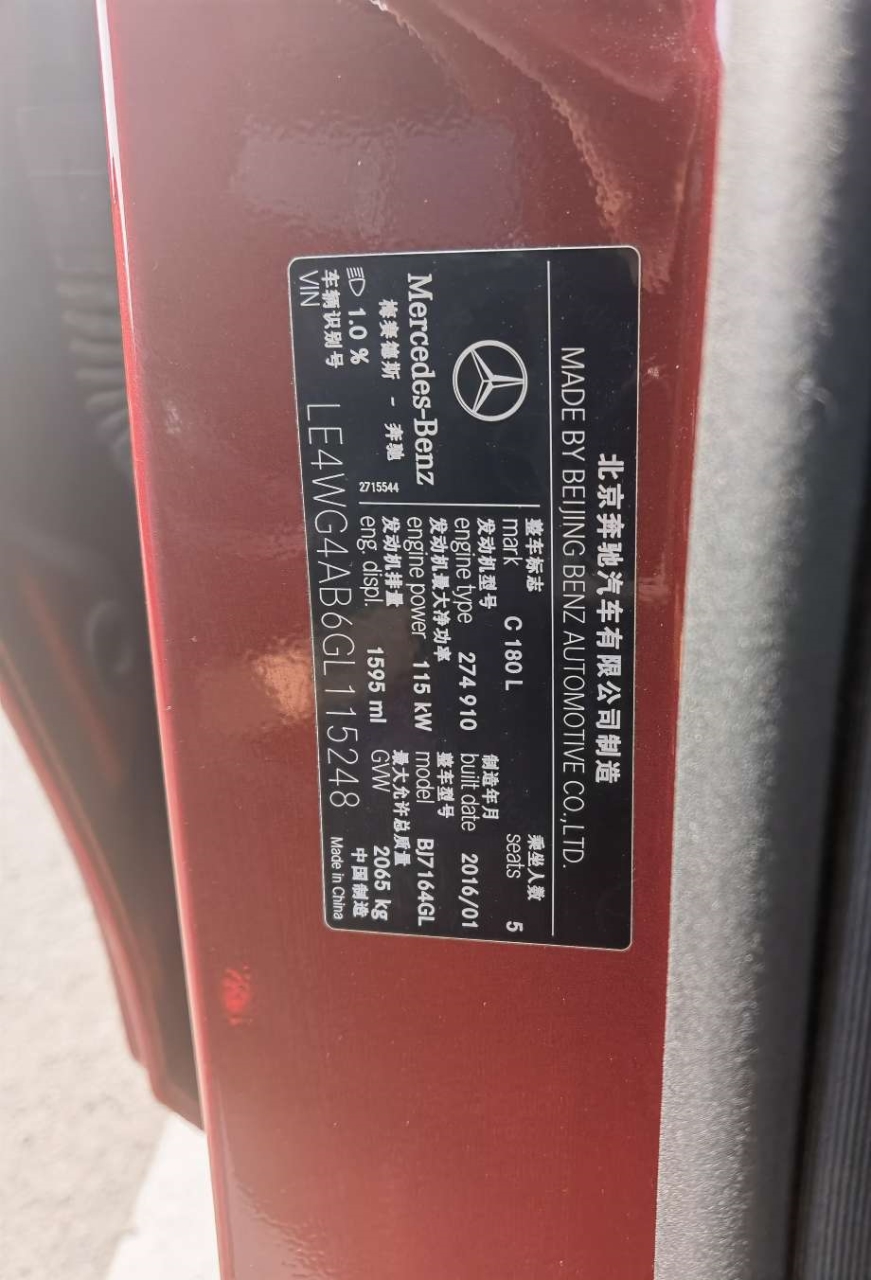 北京奔驰汽车有限公司制造
MADE BY BEIJING BENZ AUTOMOTIVE CO.,LTD.
Mercedes-Benz
梅赛德斯 - 奔驰
2715544
整车标志
mark C 180 L
乘坐人数
seats 5
发动机型号
engine type 274 910
制造年月
built date 2016/01
发动机最大净功率
engine power 115 kW
整车型号
model BJ7164GL
发动机排量
eng. displ. 1595 ml
最大允许总质量
GVW 2065 kg
1.0 %
车辆识别号
VIN LE4WG4AB6GL115248
中国制造
Made in China